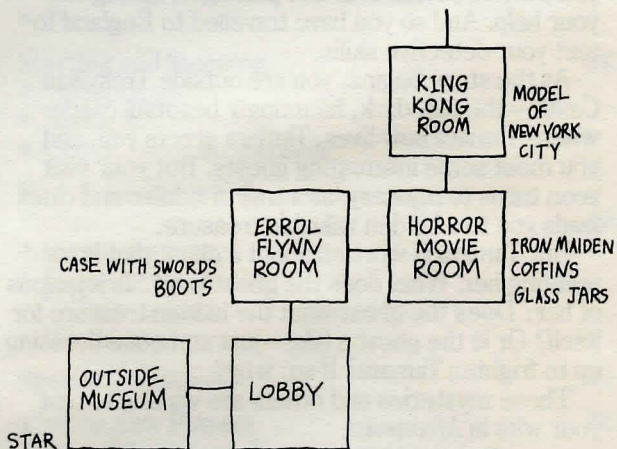 KING
KONG
ROOM
MODEL
OF
NEW YORK
CITY
ERROL
FLYNN
ROOM
HORROR
MOVIE
ROOM
CASE WITH SWORDS
BOOTS
IRON MAIDEN
COFFINS
GLASS JARS
OUTSIDE
MUSEUM
LOBBY
STAR